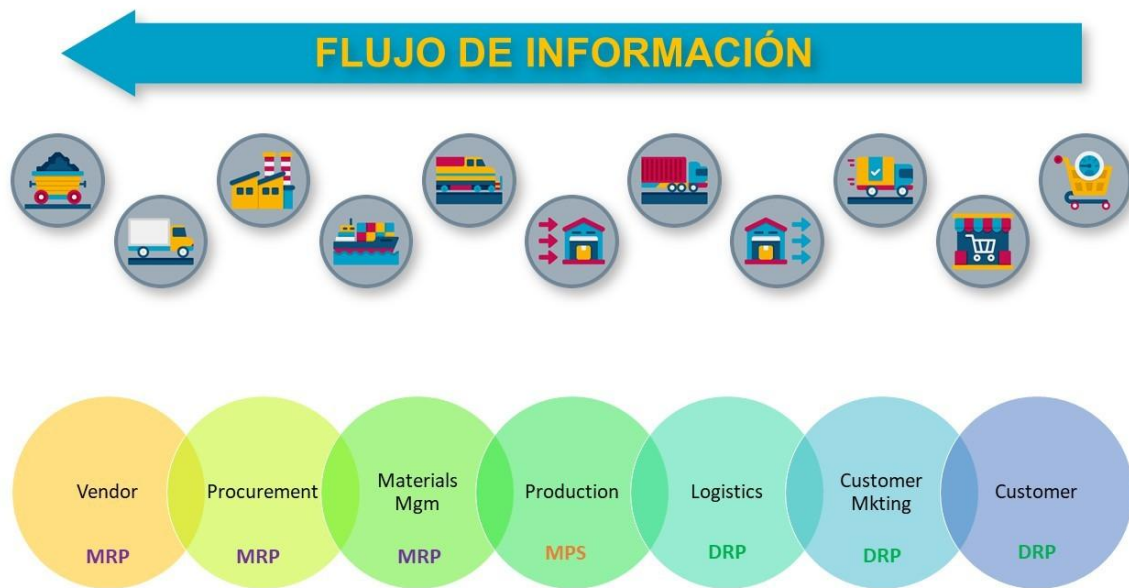 FLUJO DE INFORMACIÓN
Vendor
MRP
Procurement
MRP
Materials
Mgm
MRP
Production
MPS
Logistics
DRP
Customer
Mkting
DRP
Customer
DRP